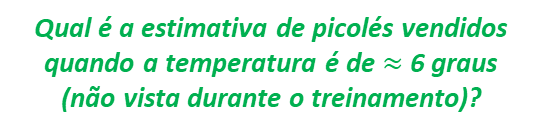 Qual é a estimativa de picolés vendidos
quando a temperatura é de ≈ 6 graus
(não vista durante o treinamento)?